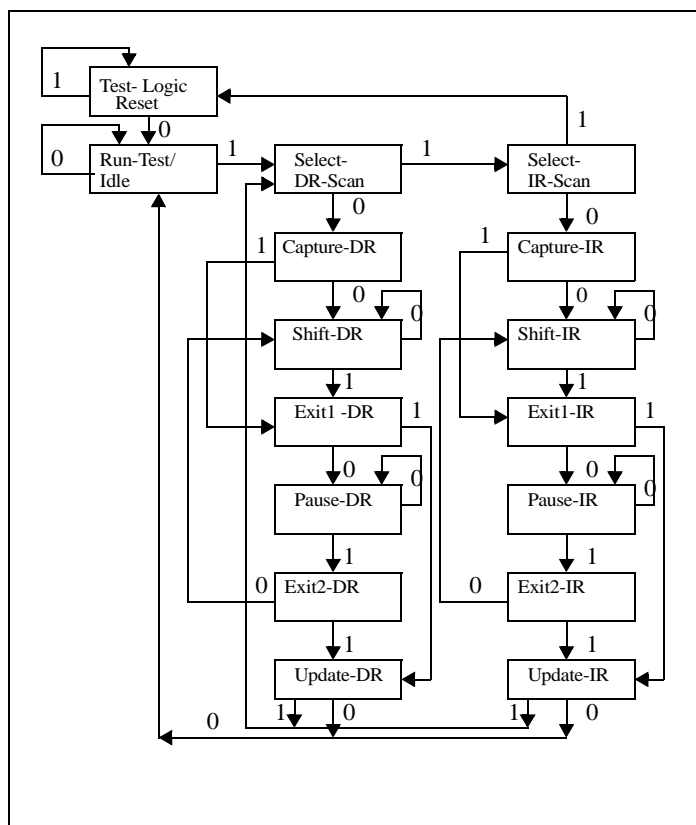 Test- Logic
Reset
1
0
1
0
Run-Test/
Idle
1
Select-
DR-Scan
1
Select-
IR-Scan
0
0
1
Capture-DR
1
Capture-IR
0
0
0
0
Shift-DR
Shift-IR
1
1
Exit1 -DR
1
Exit1-IR
1
0
0
Pause-DR
0
Pause-IR
0
1
1
0
Exit2-DR
0
Exit2-IR
1
1
Update-DR
Update-IR
0
1
0
1
0